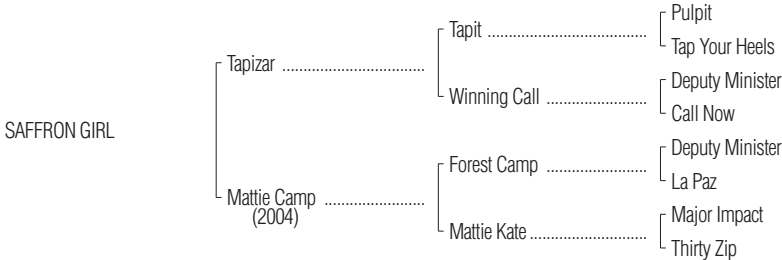 Pulpit
Tapit
Tap Your Heels
Tapizar
Deputy Minister
Winning Call
Call Now
SAFFRON GIRL
Deputy Minister
Forest Camp
La Paz
Mattie Camp
(2004)
Major Impact
Mattie Kate
Thirty Zip